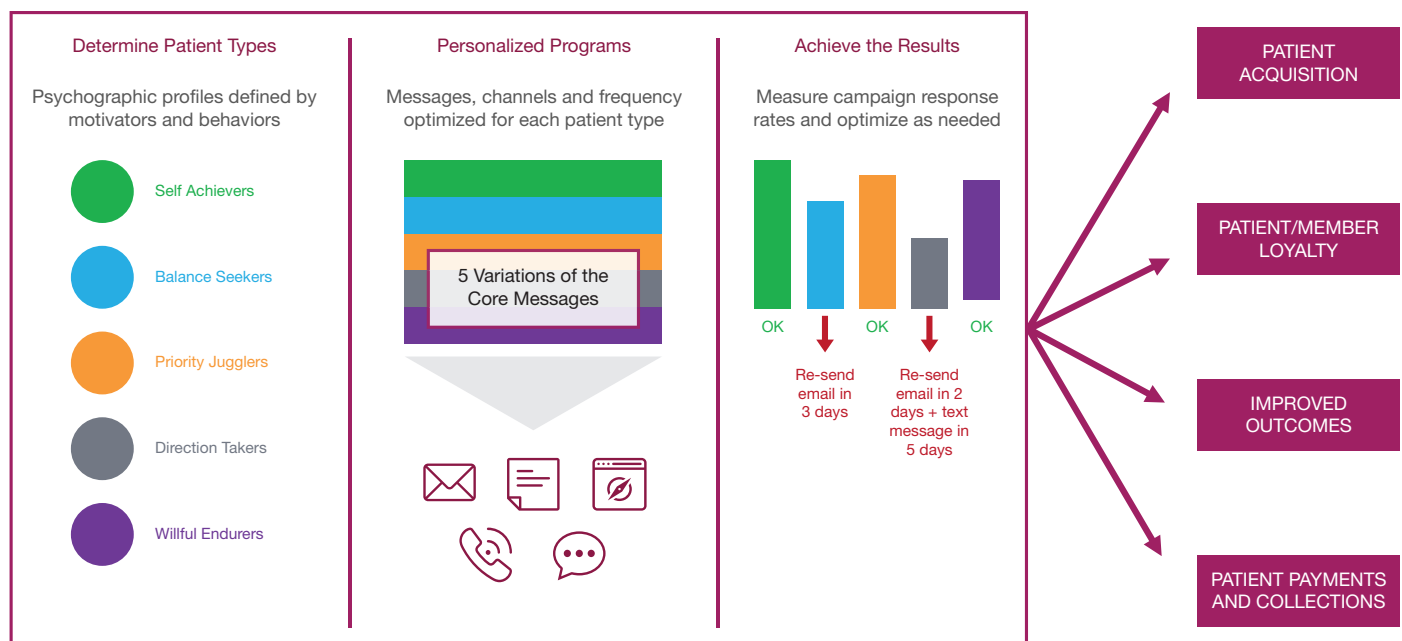 Determine Patient Types
Psychographic profiles defined by
motivators and behaviors
Self Achievers
Balance Seekers
Priority Jugglers
Direction Takers
Willful Endurers
Personalized Programs
Messages, channels and frequency
optimized for each patient type
5 Variations of the
Core Messages
Achieve the Results
Measure campaign response
rates and optimize as needed
OK
OK
OK
Re-send
email in
3 days
Re-send
email in 2
days + text
message in
5 days
PATIENT
ACQUISITION
PATIENT/MEMBER
LOYALTY
IMPROVED
OUTCOMES
PATIENT PAYMENTS
AND COLLECTIONS